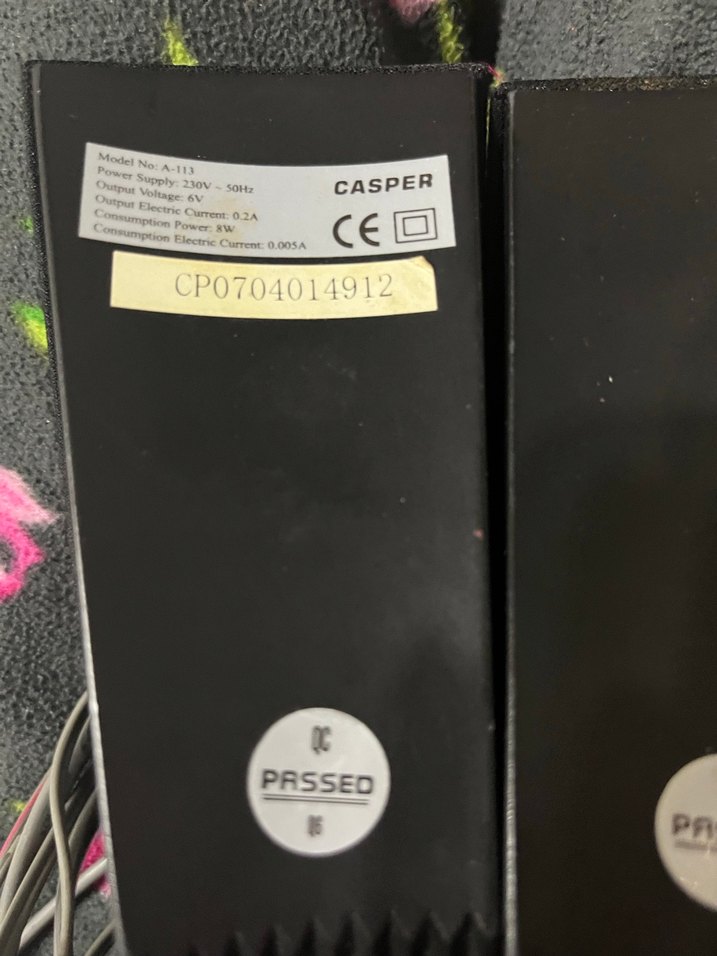 Model No: A-113
Power Supply: 230V ~ 50Hz
Output Voltage: 6V
Output Electric Current: 0.2A
Consumption Power: 8W
Consumption Electric Current: 0.005A
CASPER
CE
CP0704014912
QC
PASSED
PA